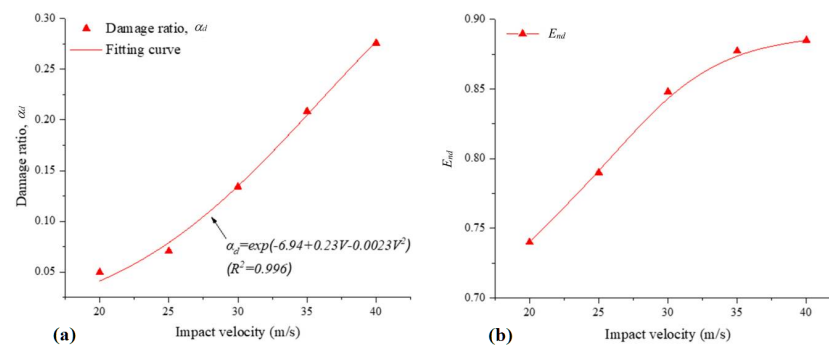 0.30
0.25
0.20
0.15
0.10
0.05
Damage ratio, αd
Damage ratio, αd
Fitting curve
αd=exp(-6.94+0.23V-0.0023V²)
(R²=0.996)
20 25 30 35 40
Impact velocity (m/s)
(a)
0.90
0.85
0.80
0.75
0.70
End
End
20 25 30 35 40
Impact velocity (m/s)
(b)